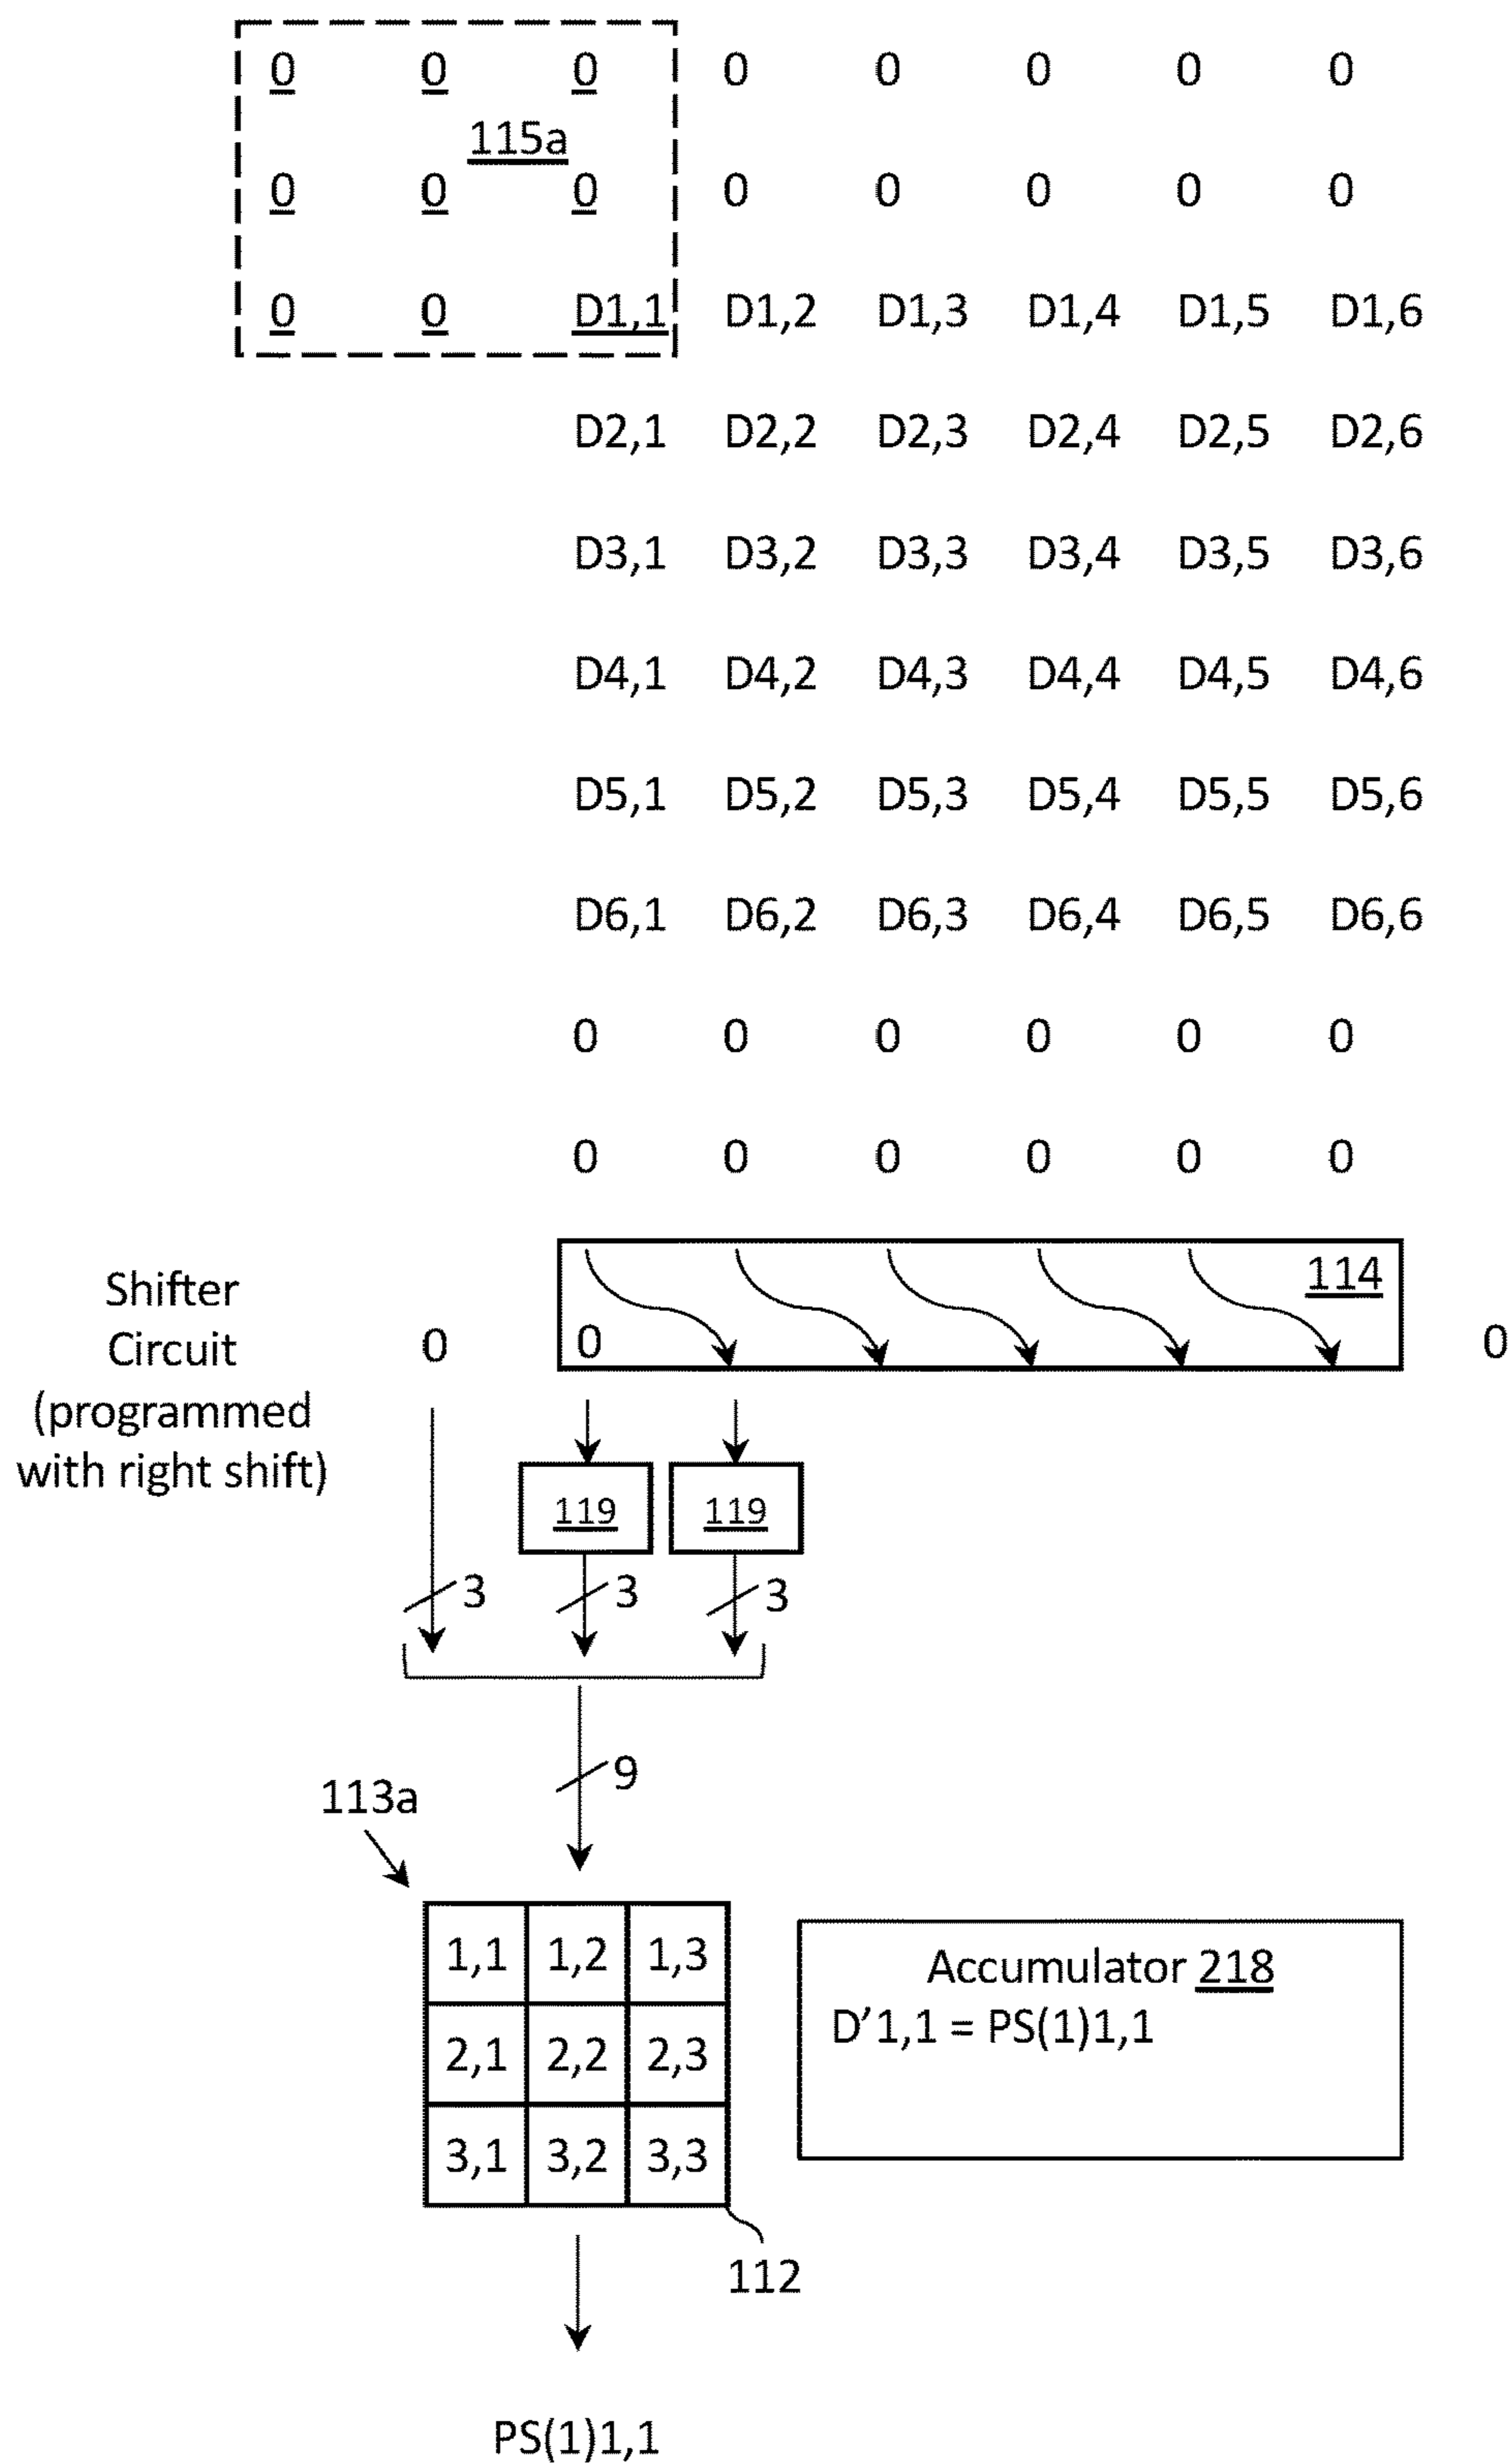 0 0 0 0 0 0 0 0
115a
0 0 0 0 0 0 0 0
0 0 D1,1 D1,2 D1,3 D1,4 D1,5 D1,6
D2,1 D2,2 D2,3 D2,4 D2,5 D2,6
D3,1 D3,2 D3,3 D3,4 D3,5 D3,6
D4,1 D4,2 D4,3 D4,4 D4,5 D4,6
D5,1 D5,2 D5,3 D5,4 D5,5 D5,6
D6,1 D6,2 D6,3 D6,4 D6,5 D6,6
0 0 0 0 0 0
0 0 0 0 0 0
Shifter
Circuit
(programmed
with right shift)
114
0 0 0
119 119
3 3 3
9
113a
1,1 1,2 1,3
2,1 2,2 2,3
3,1 3,2 3,3
Accumulator 218
D’1,1 = PS(1)1,1
112
PS(1)1,1